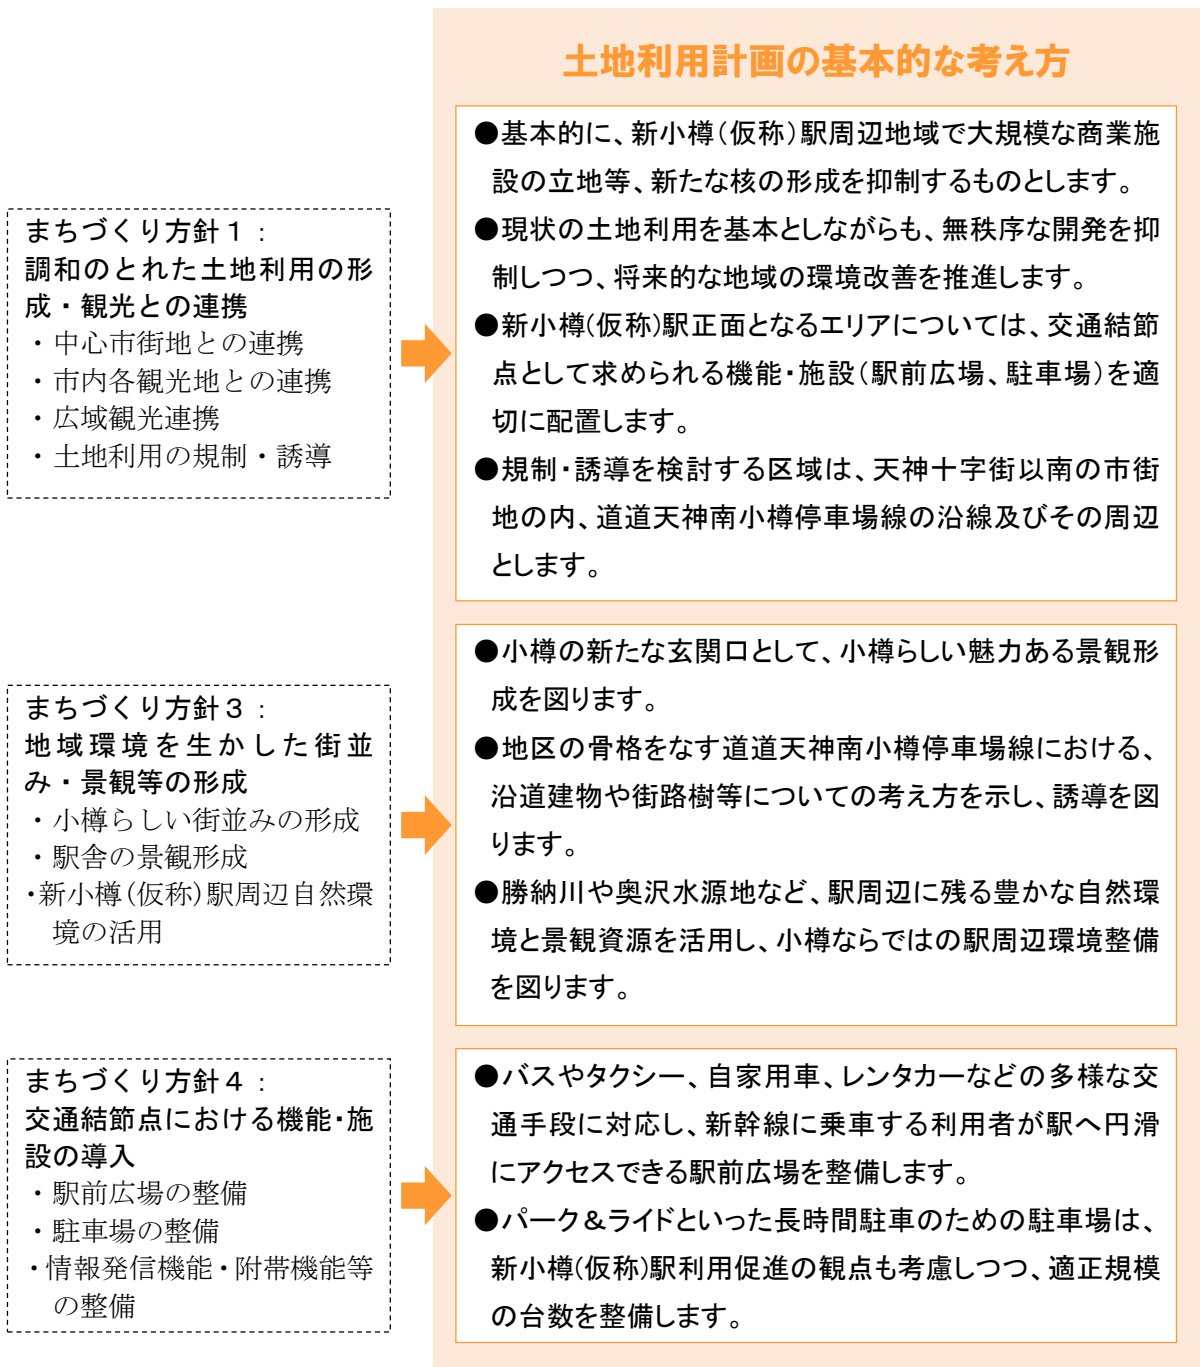 土地利用計画の基本的な考え方
まちづくり方針１：
調和のとれた土地利用の形
成・観光との連携
・中心市街地との連携
・市内各観光地との連携
・広域観光連携
・土地利用の規制・誘導
●基本的に、新小樽（仮称）駅周辺地域で大規模な商業施
設の立地等、新たな核の形成を抑制するものとします。
●現状の土地利用を基本としながらも、無秩序な開発を抑
制しつつ、将来的な地域の環境改善を推進します。
●新小樽(仮称)駅正面となるエリアについては、交通結節
点として求められる機能・施設（駅前広場、駐車場）を適
切に配置します。
●規制・誘導を検討する区域は、天神十字街以南の市街
地の内、道道天神南小樽停車場線の沿線及びその周辺
とします。
まちづくり方針３：
地域環境を生かした街並
み・景観等の形成
・小樽らしい街並みの形成
・駅舎の景観形成
・新小樽(仮称)駅周辺自然環
境の活用
●小樽の新たな玄関口として、小樽らしい魅力ある景観形
成を図ります。
●地区の骨格をなす道道天神南小樽停車場線における、
沿道建物や街路樹等についての考え方を示し、誘導を図
ります。
●勝納川や奥沢水源地など、駅周辺に残る豊かな自然環
境と景観資源を活用し、小樽ならではの駅周辺環境整備
を図ります。
まちづくり方針４：
交通結節点における機能・施
設の導入
・駅前広場の整備
・駐車場の整備
・情報発信機能・附帯機能等
の整備
●バスやタクシー、自家用車、レンタカーなどの多様な交
通手段に対応し、新幹線に乗車する利用者が駅へ円滑
にアクセスできる駅前広場を整備します。
●パーク＆ライドといった長時間駐車のための駐車場は、
新小樽(仮称)駅利用促進の観点も考慮しつつ、適正規模
の台数を整備します。